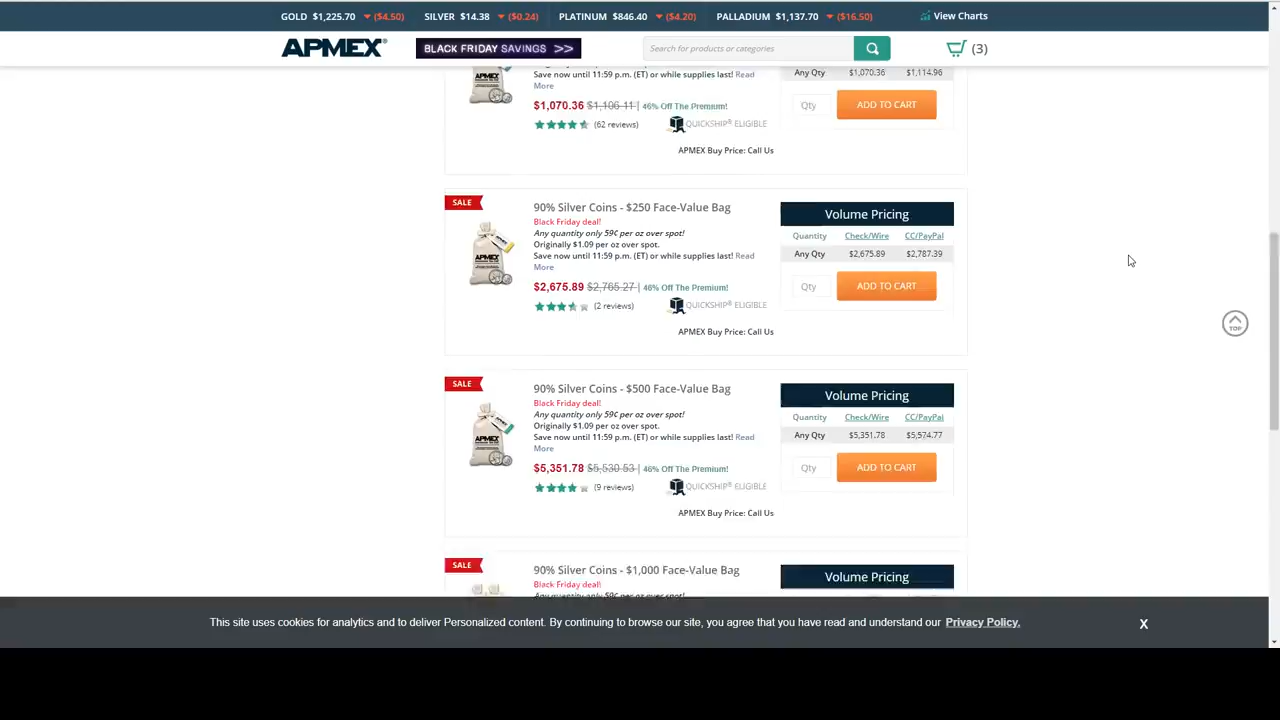 GOLD $1,225.70 ($4.50) SILVER $14.38 ($0.24) PLATINUM $846.40 ($4.20) PALLADIUM $1,137.70 ($16.50) View Charts
APMEX BLACK FRIDAY SAVINGS >> Search for products or categories (3)
Save now until 11:59 p.m. (ET) or while supplies last! Read
More
Any Qty $1,070.36 $1,114.96
$1,070.36 $1,106.11 | 46% Off The Premium!
Qty ADD TO CART
(62 reviews) QUICKSHIP® ELIGIBLE
APMEX Buy Price: Call Us
SALE
90% Silver Coins - $250 Face-Value Bag
Black Friday deal!
Any quantity only 59¢ per oz over spot!
Originally $1.09 per oz over spot.
Save now until 11:59 p.m. (ET) or while supplies last! Read
More
$2,675.89 $2,765.27 | 46% Off The Premium!
(2 reviews) QUICKSHIP® ELIGIBLE
APMEX Buy Price: Call Us
Volume Pricing
Quantity Check/Wire CC/PayPal
Any Qty $2,675.89 $2,787.39
Qty ADD TO CART
APMEX
SALE
90% Silver Coins - $500 Face-Value Bag
Black Friday deal!
Any quantity only 59¢ per oz over spot!
Originally $1.09 per oz over spot.
Save now until 11:59 p.m. (ET) or while supplies last! Read
More
$5,351.78 $5,530.53 | 46% Off The Premium!
(9 reviews) QUICKSHIP® ELIGIBLE
APMEX Buy Price: Call Us
Volume Pricing
Quantity Check/Wire CC/PayPal
Any Qty $5,351.78 $5,574.77
Qty ADD TO CART
APMEX
TOP
SALE
90% Silver Coins - $1,000 Face-Value Bag
Black Friday deal!
Any quantity only 59¢ per oz over spot!
Volume Pricing
This site uses cookies for analytics and to deliver Personalized content. By continuing to browse our site, you agree that you have read and understand our Privacy Policy. X